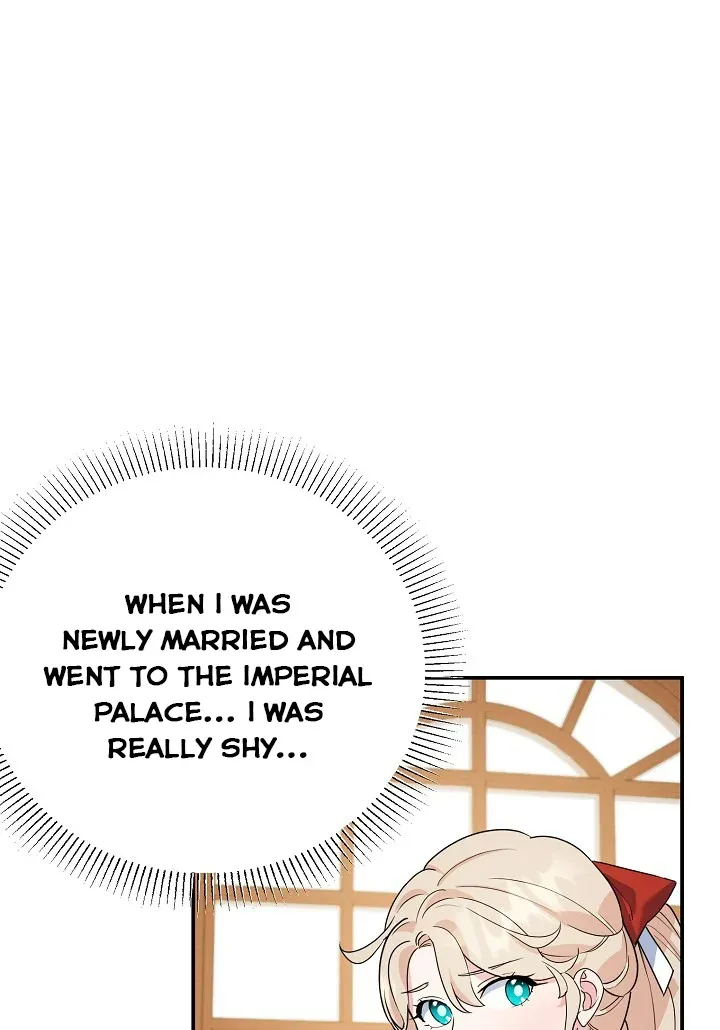 WHEN I WAS
NEWLY MARRIED AND
WENT TO THE IMPERIAL
PALACE... I WAS
REALLY SHY...